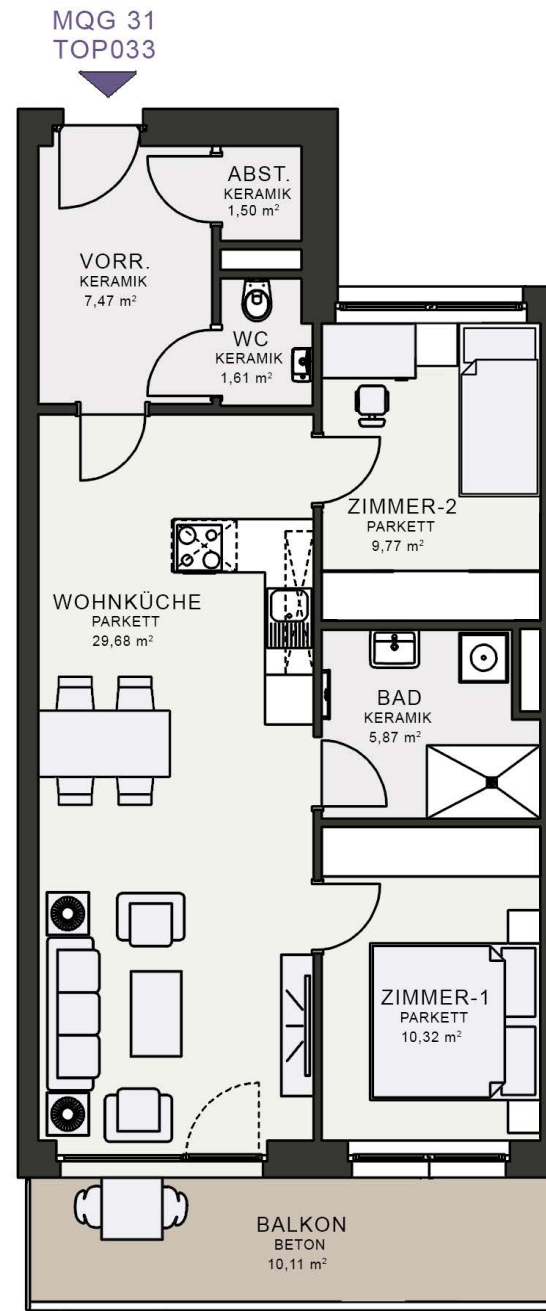 MQG 31
TOP033
ABST.
KERAMIK
1,50 m²
VORR.
KERAMIK
7,47 m²
WC
KERAMIK
1,61 m²
ZIMMER-2
PARKETT
9,77 m²
WOHNKÜCHE
PARKETT
29,68 m²
BAD
KERAMIK
5,87 m²
ZIMMER-1
PARKETT
10,32 m²
BALKON
BETON
10,11 m²